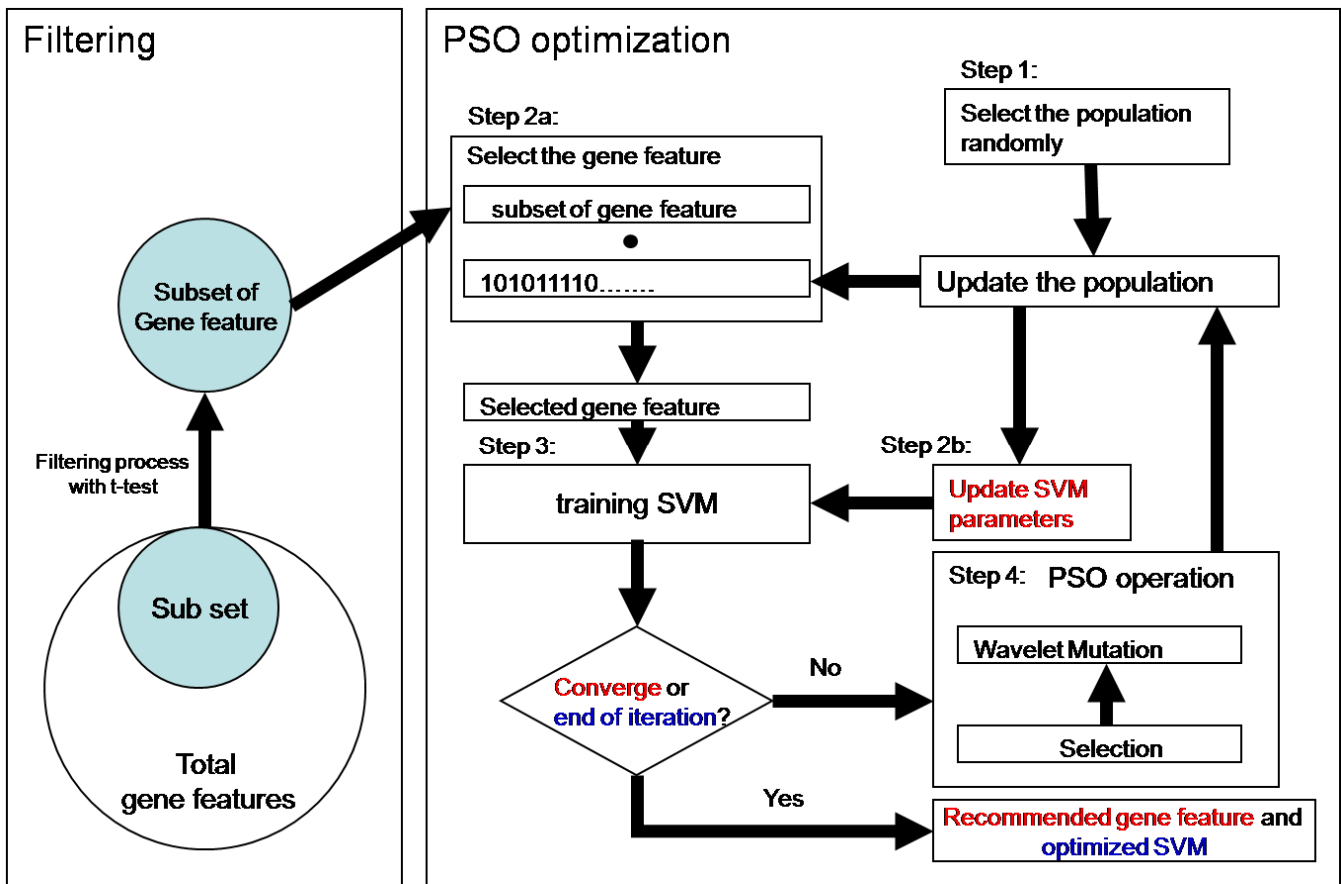 Filtering
Subset of
Gene feature
Filtering process
with t-test
Sub set
Total
gene features
PSO optimization
Step 1:
Select the population
randomly
Step 2a:
Select the gene feature
subset of gene feature
101011110.......
Update the population
Selected gene feature
Step 3:
training SVM
Step 2b:
Update SVM
parameters
Step 4: PSO operation
Wavelet Mutation
Selection
Converge or
end of iteration?
No
Yes
Recommended gene feature and
optimized SVM